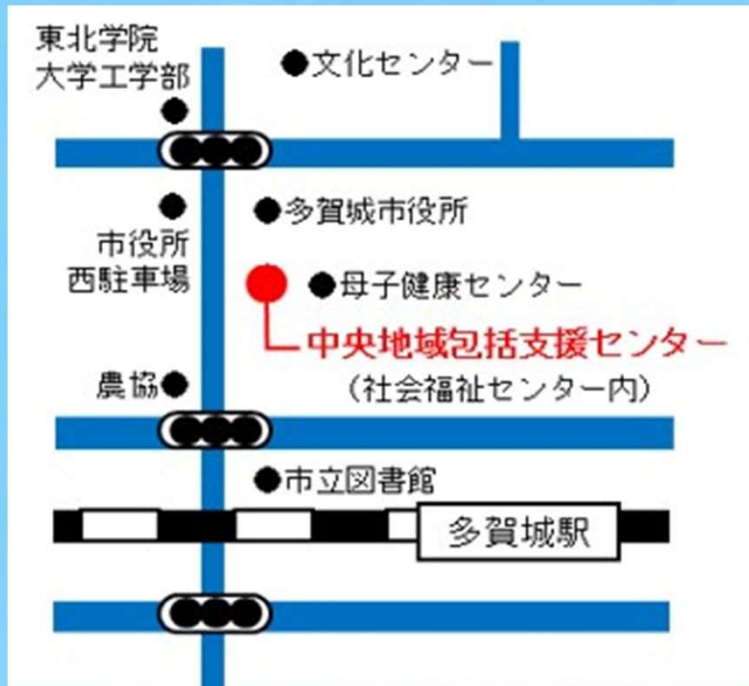 東北学院
大学工学部
文化センター
多賀城市役所
市役所
西駐車場
母子健康センター
中央地域包括支援センター
（社会福祉センター内）
農協
市立図書館
多賀城駅